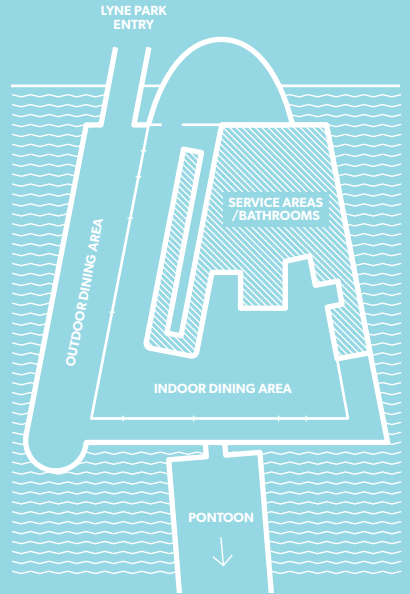 LYNE PARK
ENTRY
SERVICE AREAS
/BATHROOMS
OUTDOOR DINING AREA
INDOOR DINING AREA
PONTOON